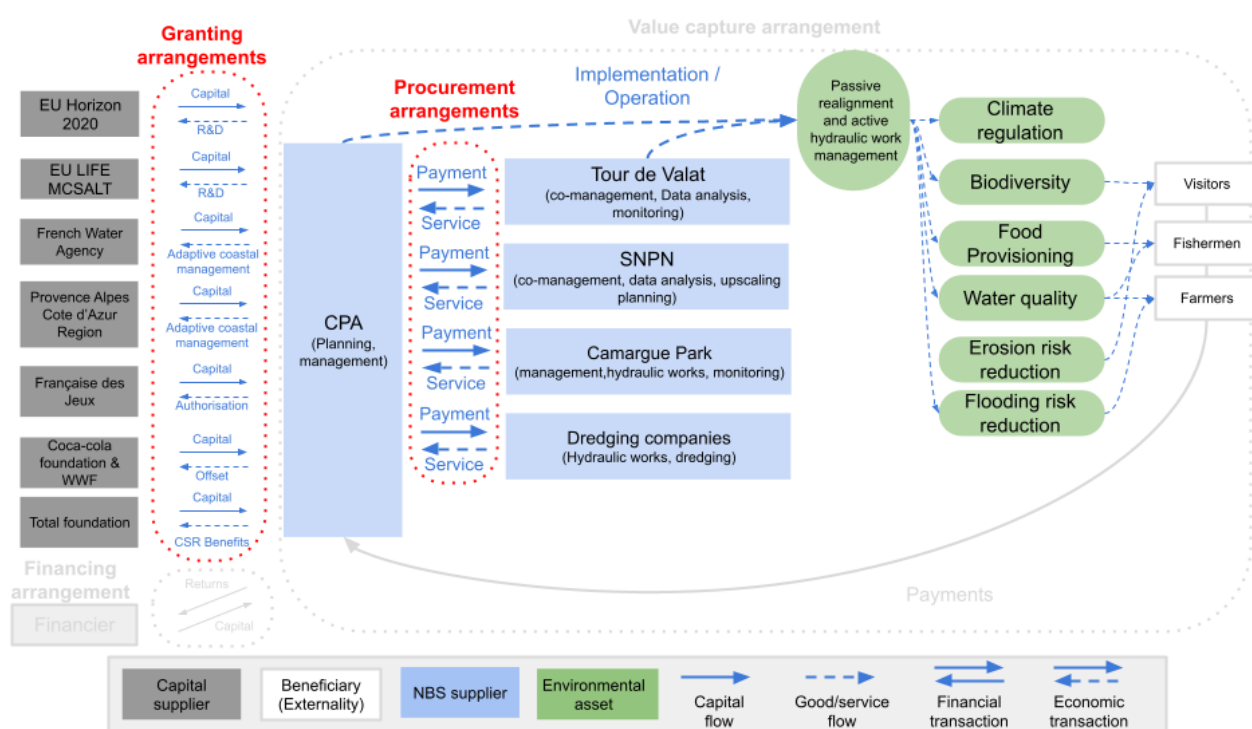 Value capture arrangement
Granting
arrangements
Procurement
arrangements
Implementation /
Operation
Passive
realignment
and active
hydraulic work
management
EU Horizon
2020
Capital
R&D
EU LIFE
MCSALT
Capital
R&D
French Water
Agency
Capital
Adaptive coastal
management
Provence Alpes
Cote d'Azur
Region
Capital
Adaptive coastal
management
Française des
Jeux
Capital
Authorisation
Coca-cola
foundation &
WWF
Capital
Offset
Total foundation
Capital
CSR Benefits
CPA
(Planning,
management)
Payment
Service
Tour de Valat
(co-management, Data analysis,
monitoring)
Payment
Service
SNPN
(co-management, data analysis, upscaling
planning)
Payment
Service
Camargue Park
(management,hydraulic works, monitoring)
Payment
Service
Dredging companies
(Hydraulic works, dredging)
Climate
regulation
Biodiversity
Food
Provisioning
Water quality
Erosion risk
reduction
Flooding risk
reduction
Visitors
Fishermen
Farmers
Financing
arrangement
Financier
Returns
Capital
Payments
Capital
supplier
Beneficiary
(Externality)
NBS supplier
Environmental
asset
Capital
flow
Good/service
flow
Financial
transaction
Economic
transaction